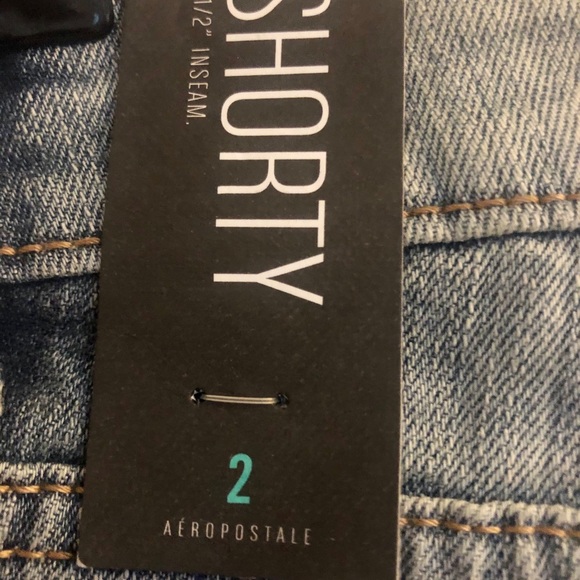 SHORTY
1/2" INSEAM.
2
AÉROPOSTALE